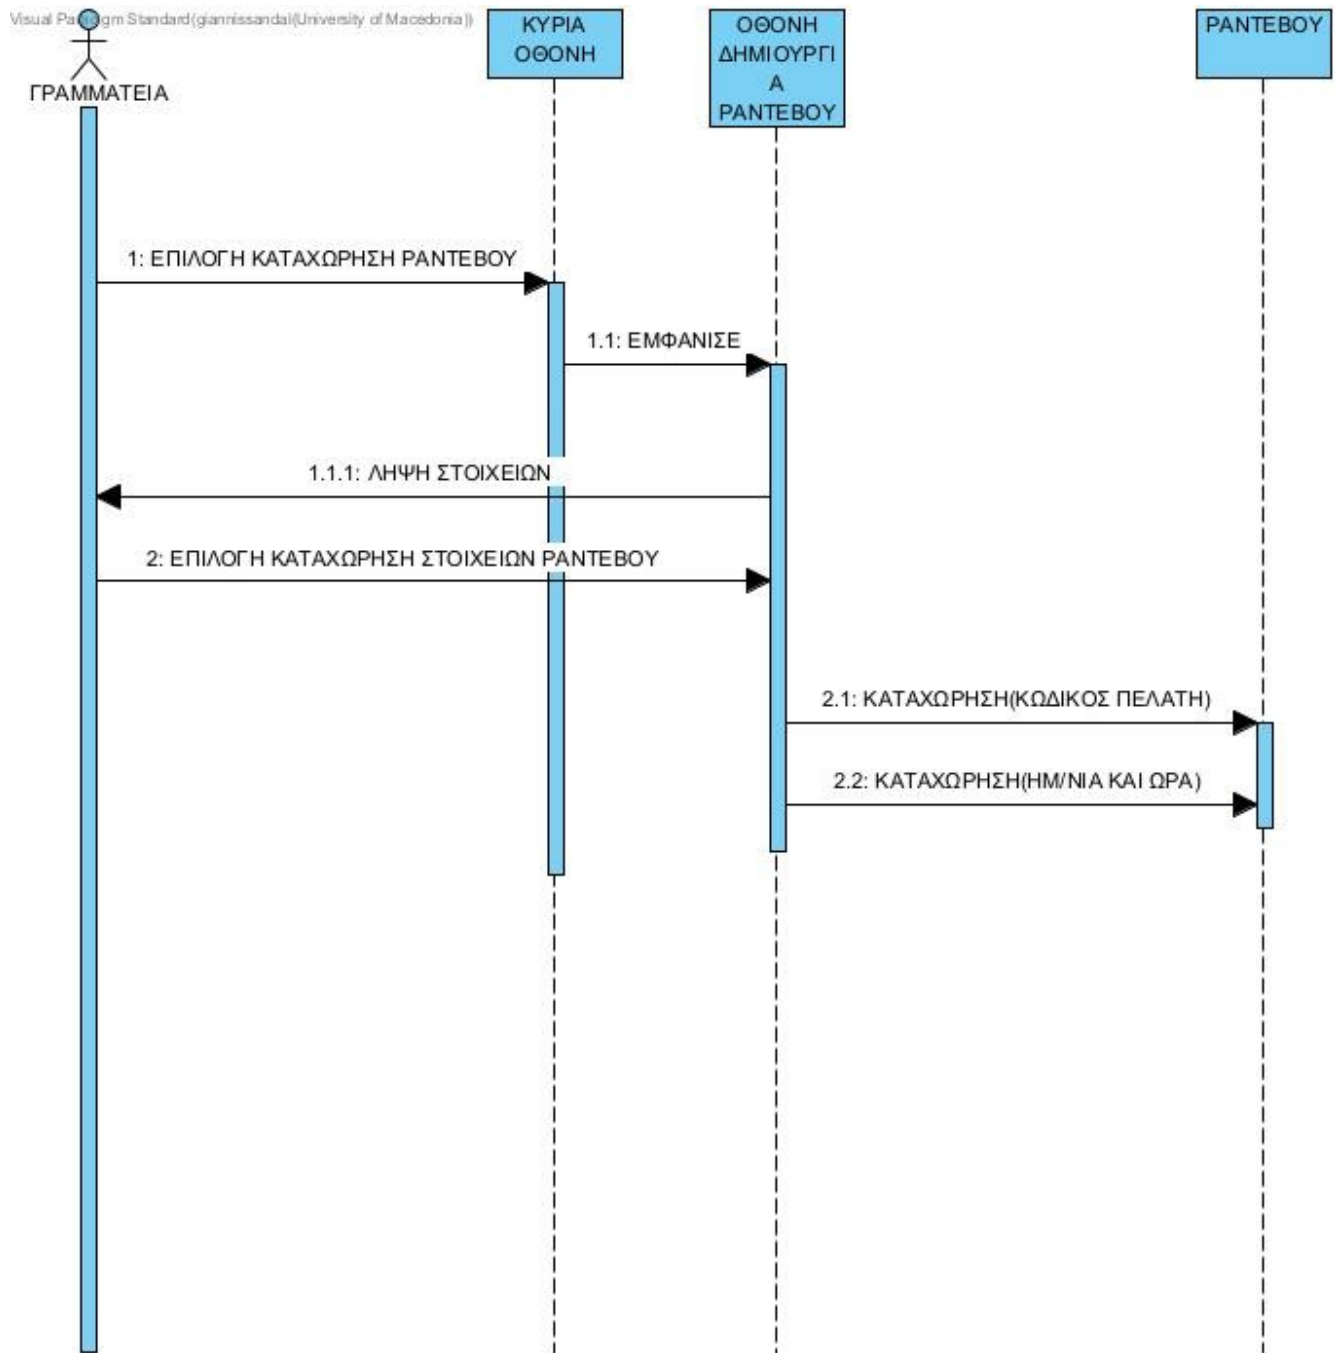 Visual Paradigm Standard(giannissandal(University of Macedonia))
ΓΡΑΜΜΑΤΕΙΑ
ΚΥΡΙΑ
ΟΘΟΝΗ
ΟΘΟΝΗ
ΔΗΜΙΟΥΡΓΙ
Α
ΡΑΝΤΕΒΟΥ
ΡΑΝΤΕΒΟΥ
1: ΕΠΙΛΟΓΗ ΚΑΤΑΧΩΡΗΣΗ ΡΑΝΤΕΒΟΥ
1.1: ΕΜΦΑΝΙΣΕ
1.1.1: ΛΗΨΗ ΣΤΟΙΧΕΙΩΝ
2: ΕΠΙΛΟΓΗ ΚΑΤΑΧΩΡΗΣΗ ΣΤΟΙΧΕΙΩΝ ΡΑΝΤΕΒΟΥ
2.1: ΚΑΤΑΧΩΡΗΣΗ(ΚΩΔΙΚΟΣ ΠΕΛΑΤΗ)
2.2: ΚΑΤΑΧΩΡΗΣΗ(ΗΜ/ΝΙΑ ΚΑΙ ΩΡΑ)